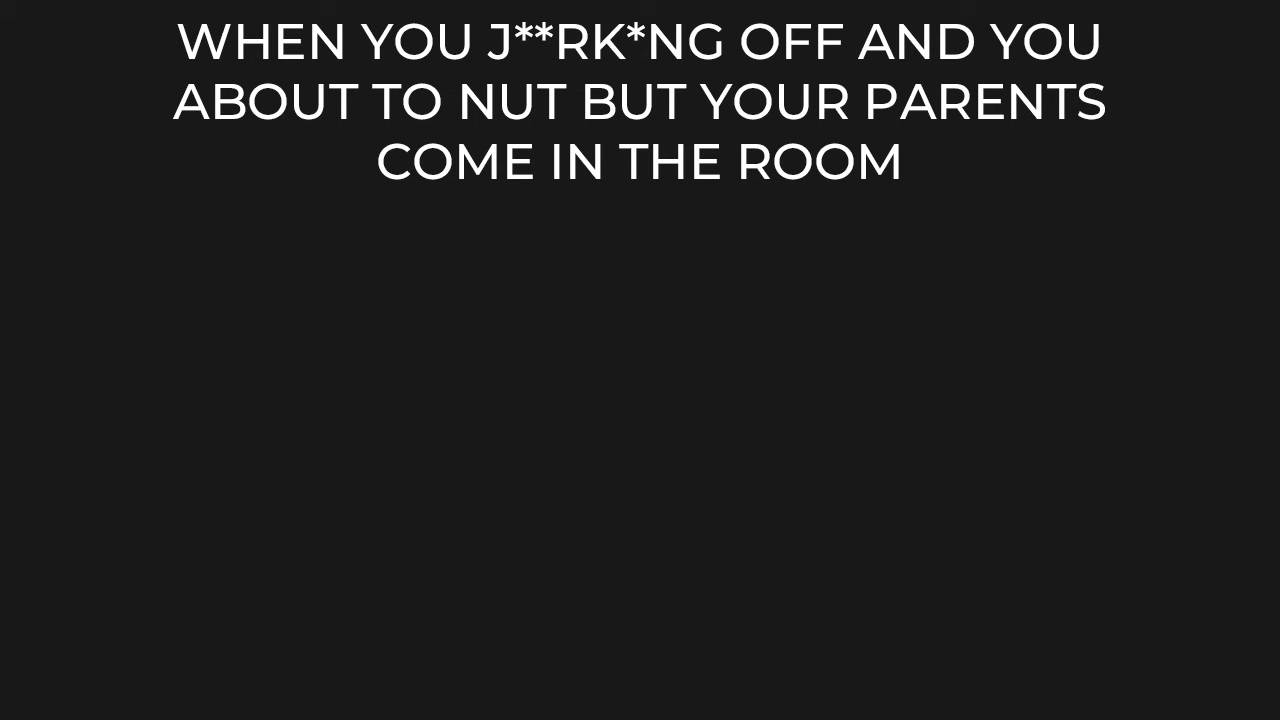 WHEN YOU J**RK*NG OFF AND YOU
ABOUT TO NUT BUT YOUR PARENTS
COME IN THE ROOM